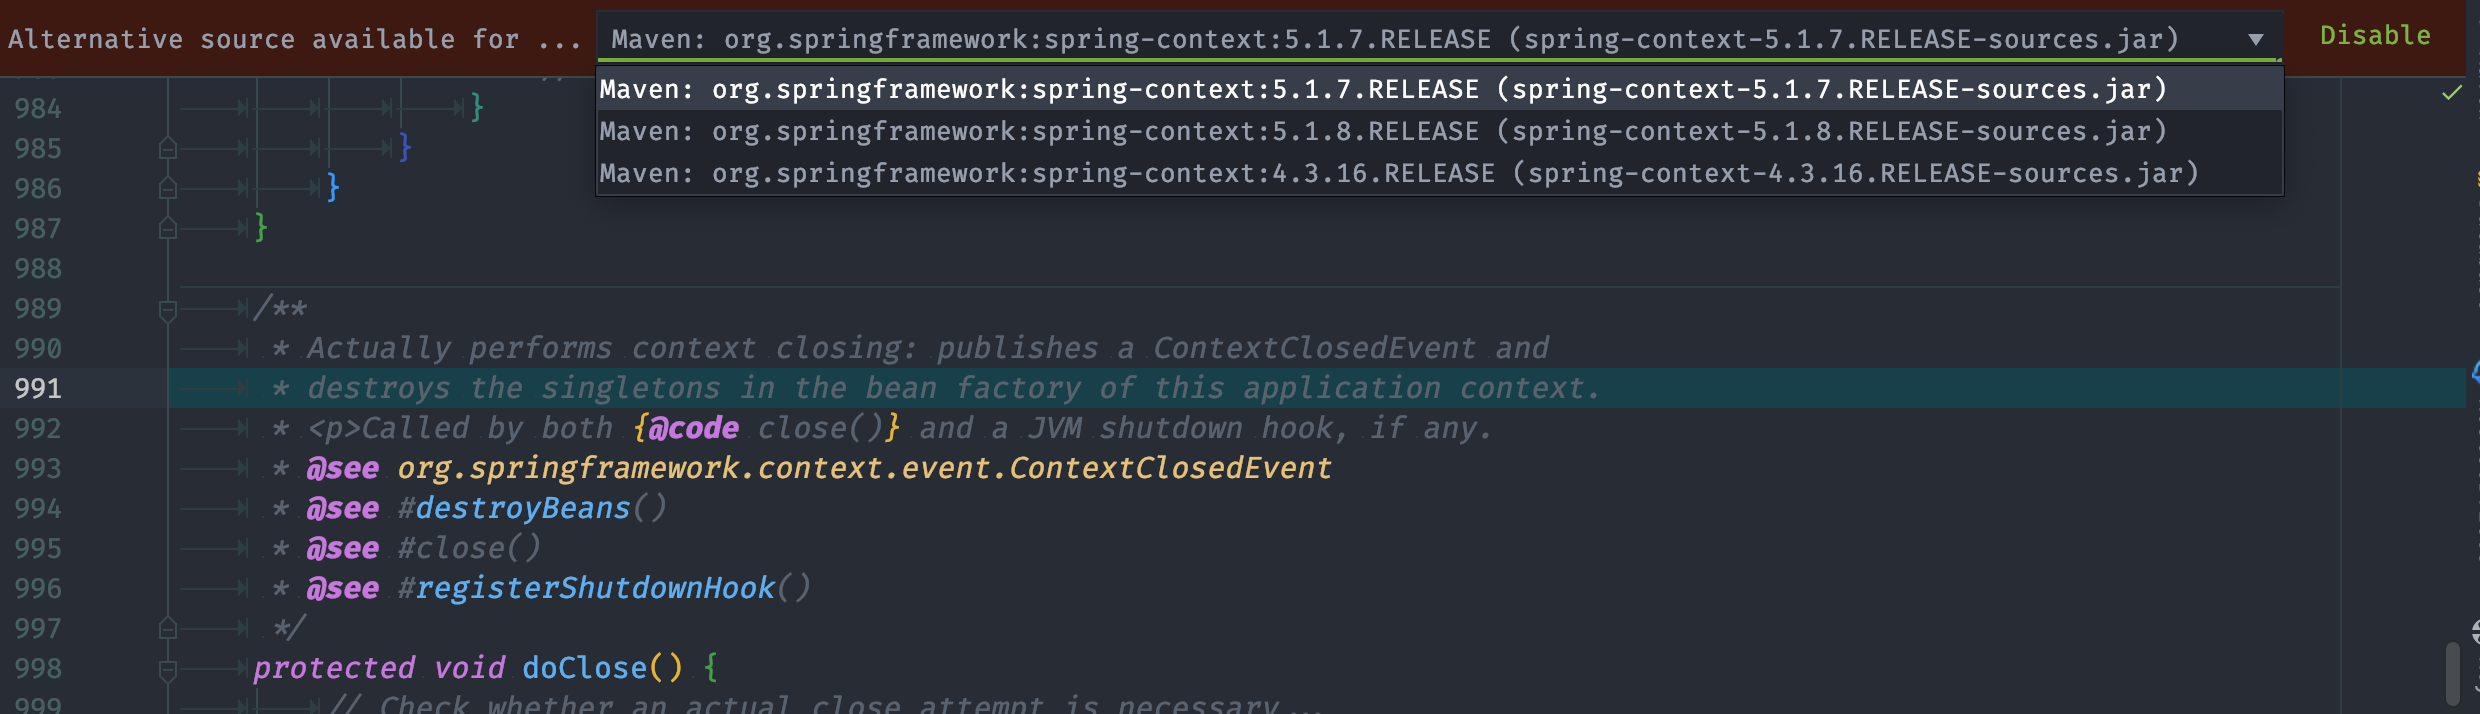 Alternative source available for ... Maven: org.springframework:spring-context:5.1.7.RELEASE (spring-context-5.1.7.RELEASE-sources.jar) Disable
Maven: org.springframework:spring-context:5.1.7.RELEASE (spring-context-5.1.7.RELEASE-sources.jar)
Maven: org.springframework:spring-context:5.1.8.RELEASE (spring-context-5.1.8.RELEASE-sources.jar)
Maven: org.springframework:spring-context:4.3.16.RELEASE (spring-context-4.3.16.RELEASE-sources.jar)
984 }
985 }
986 }
987 }
988
989 /**
990 * Actually performs context closing: publishes a ContextClosedEvent and
991 * destroys the singletons in the bean factory of this application context.
992 * <p>Called by both {@code close()} and a JVM shutdown hook, if any.
993 * @see org.springframework.context.event.ContextClosedEvent
994 * @see #destroyBeans()
995 * @see #close()
996 * @see #registerShutdownHook()
997 */
998 protected void doClose() {
999 // Check whether an actual close attempt is necessary...